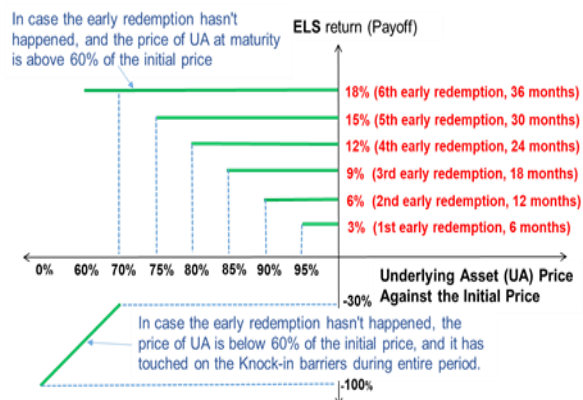 In case the early redemption hasn't
happened, and the price of UA at maturity
is above 60% of the initial price
ELS return (Payoff)
18% (6th early redemption, 36 months)
15% (5th early redemption, 30 months)
12% (4th early redemption, 24 months)
9% (3rd early redemption, 18 months)
6% (2nd early redemption, 12 months)
3% (1st early redemption, 6 months)
0% 60% 70% 75% 80% 85% 90% 95%
Underlying Asset (UA) Price
Against the Initial Price
-30%
In case the early redemption hasn't happened, the
price of UA is below 60% of the initial price, and it has
touched on the Knock-in barriers during entire period.
-100%